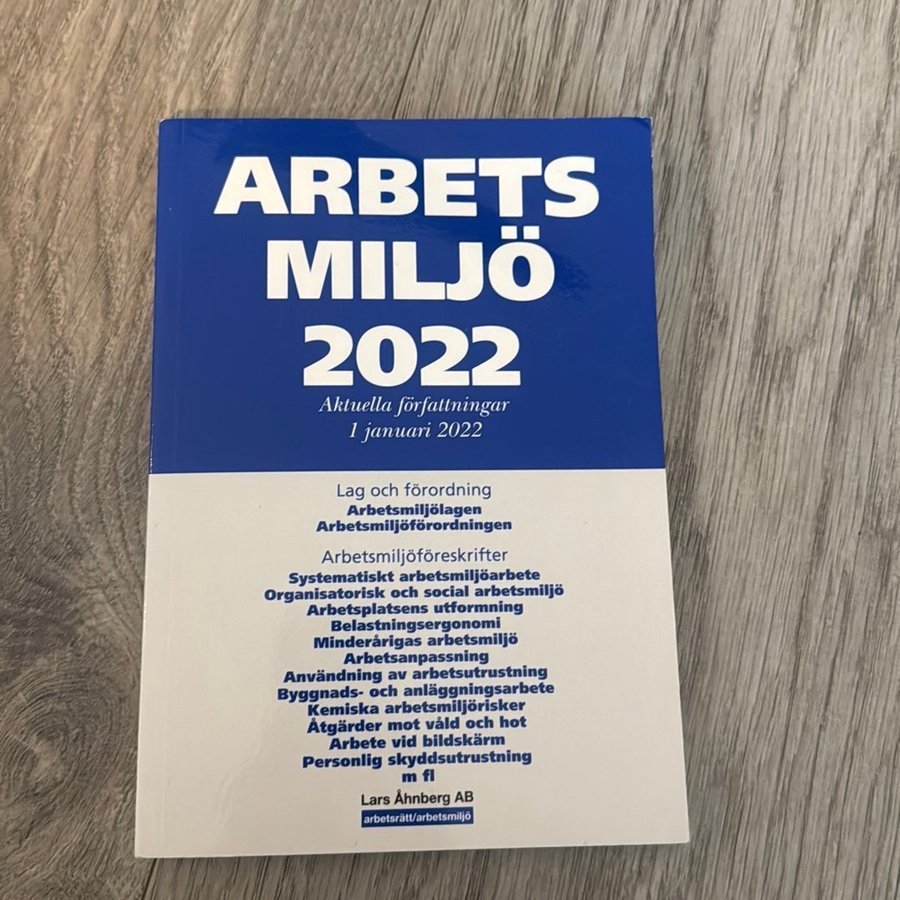 ARBETS
MILJÖ
2022
Aktuella författningar
1 januari 2022
Lag och förordning
Arbetsmiljölagen
Arbetsmiljöförordningen
Arbetsmiljöföreskrifter
Systematiskt arbetsmiljöarbete
Organisatorisk och social arbetsmiljö
Arbetsplatsens utformning
Belastningsergonomi
Minderårigas arbetsmiljö
Arbetsanpassning
Användning av arbetsutrustning
Byggnads- och anläggningsarbete
Kemiska arbetsmiljörisker
Åtgärder mot våld och hot
Arbete vid bildskärm
Personlig skyddsutrustning
m fl
Lars Åhnberg AB
arbetsrätt/arbetsmiljö